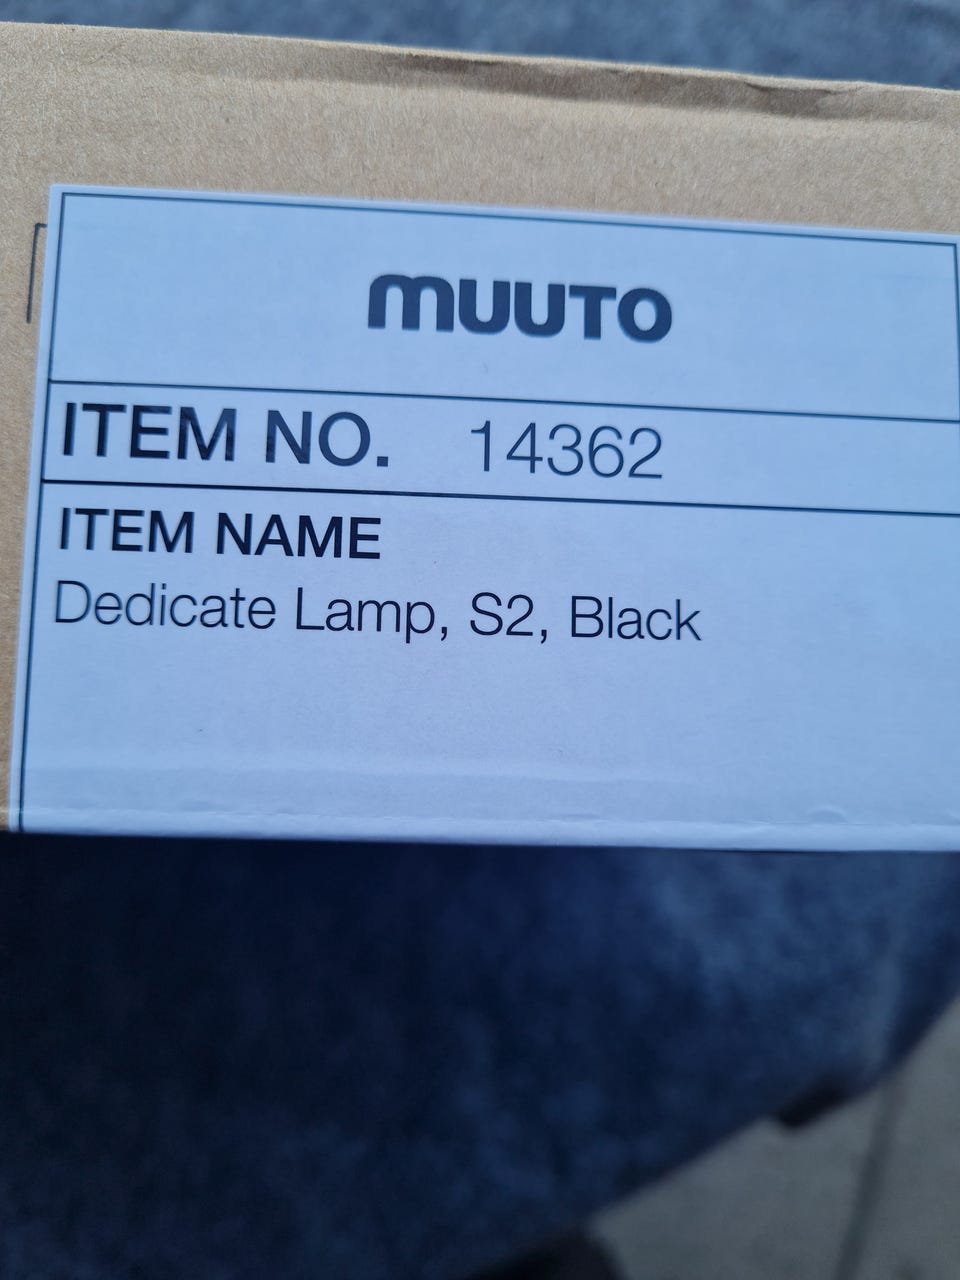 muuto
ITEM NO. 14362
ITEM NAME
Dedicate Lamp, S2, Black